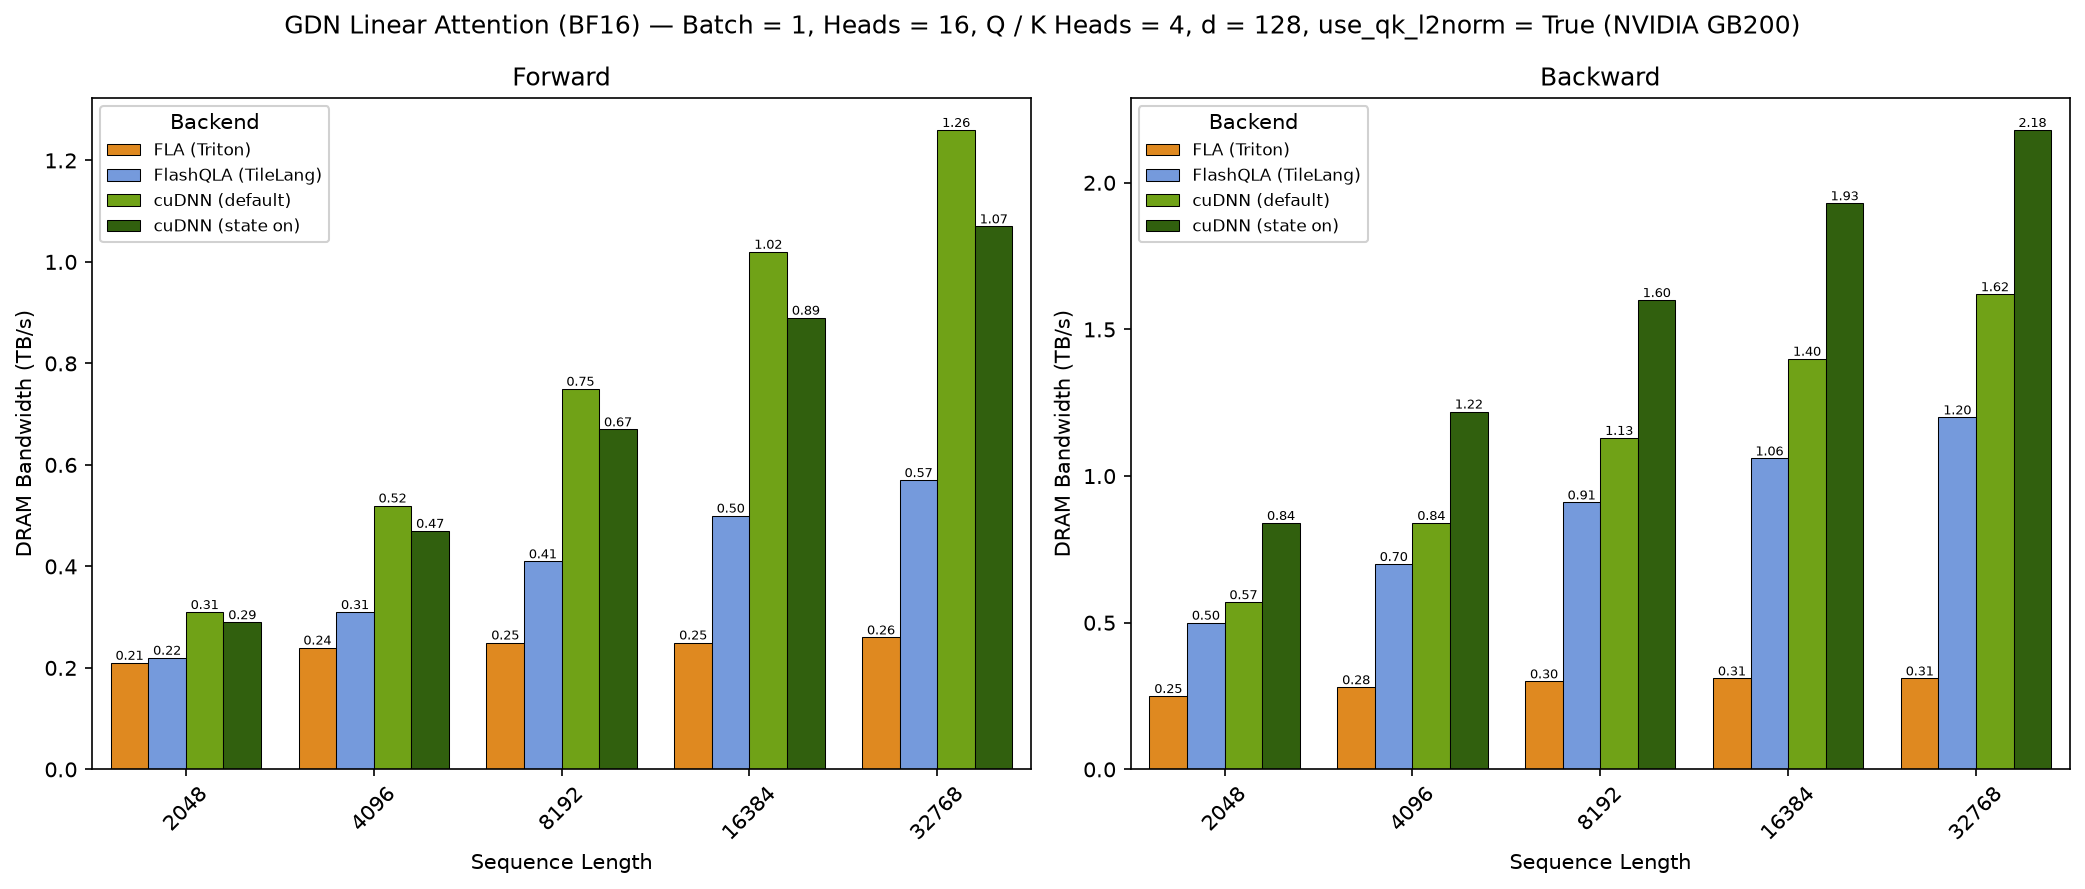 GDN Linear Attention (BF16) — Batch = 1, Heads = 16, Q / K Heads = 4, d = 128, use_qk_l2norm = True (NVIDIA GB200)
Forward
DRAM Bandwidth (TB/s)
1.2
1.0
0.8
0.6
0.4
0.2
0.0
Backend
FLA (Triton)
FlashQLA (TileLang)
cuDNN (default)
cuDNN (state on)
0.21 0.22 0.31 0.29
0.24 0.31 0.52 0.47
0.25 0.41 0.75 0.67
0.25 0.50 1.02 0.89
0.26 0.57 1.26 1.07
2048 4096 8192 16384 32768
Sequence Length
Backward
DRAM Bandwidth (TB/s)
2.0
1.5
1.0
0.5
0.0
Backend
FLA (Triton)
FlashQLA (TileLang)
cuDNN (default)
cuDNN (state on)
0.25 0.50 0.57 0.84
0.28 0.70 0.84 1.22
0.30 0.91 1.13 1.60
0.31 1.06 1.40 1.93
0.31 1.20 1.62 2.18
2048 4096 8192 16384 32768
Sequence Length